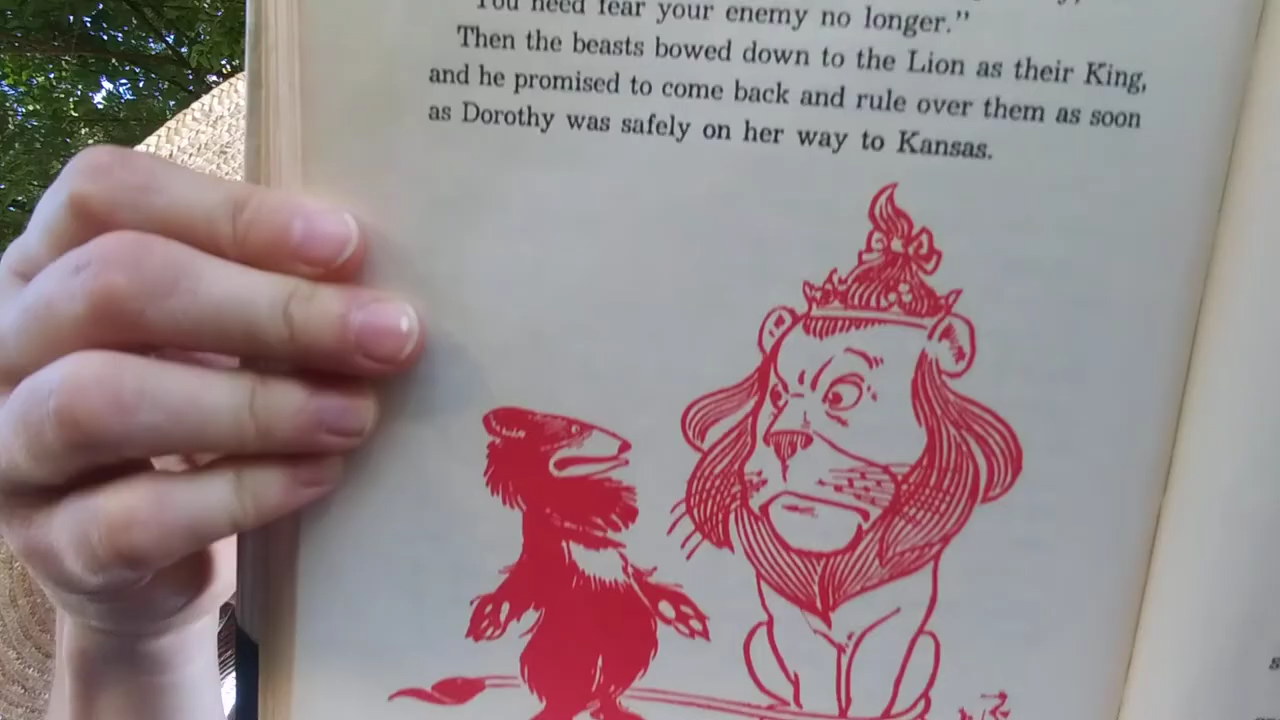 You need fear your enemy no longer.”
Then the beasts bowed down to the Lion as their King,
and he promised to come back and rule over them as soon
as Dorothy was safely on her way to Kansas.